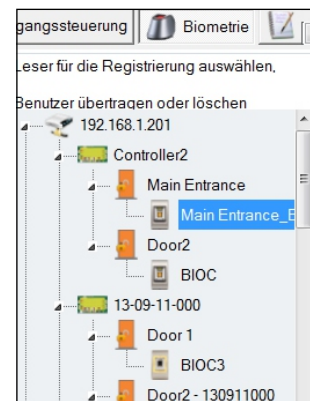 gangssteuerung Biometrie
Leser für die Registrierung auswählen,
Benutzer übertragen oder löschen
192.168.1.201
Controller2
Main Entrance
Main Entrance_E
Door2
BIOC
13-09-11-000
Door 1
BIOC3
Door2 - 130911000